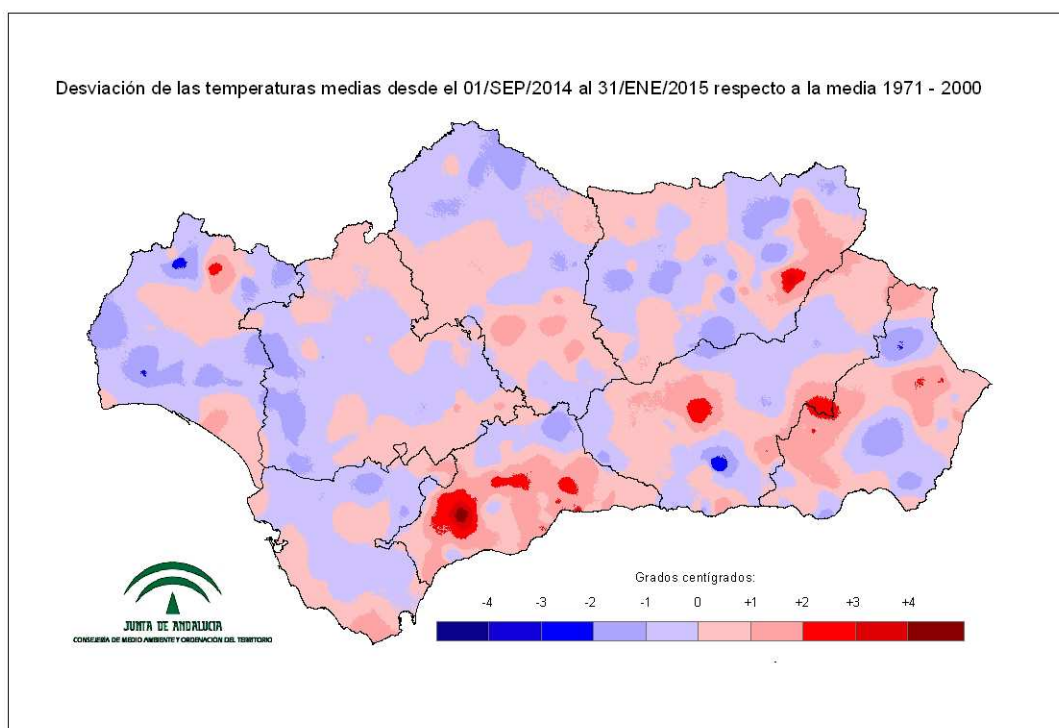 Desviación de las temperaturas medias desde el 01/SEP/2014 al 31/ENE/2015 respecto a la media 1971 - 2000
Grados centígrados:
-4 -3 -2 -1 0 +1 +2 +3 +4
JUNTA DE ANDALUCIA
CONSEJERÍA DE MEDIO AMBIENTE Y ORDENACIÓN DEL TERRITORIO